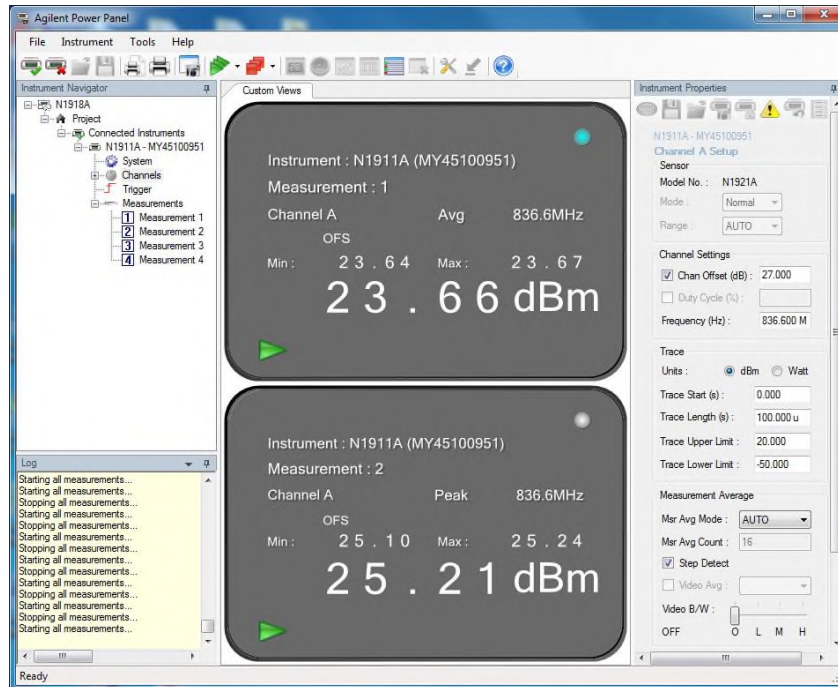 Agilent Power Panel
File Instrument Tools Help
Instrument Navigator
N1918A
Project
Connected Instruments
N1911A - MY45100951
System
Channels
Trigger
Measurements
1 Measurement 1
2 Measurement 2
3 Measurement 3
4 Measurement 4
Log
Starting all measurements...
Starting all measurements...
Stopping all measurements...
Stopping all measurements...
Starting all measurements...
Stopping all measurements...
Starting all measurements...
Stopping all measurements...
Starting all measurements...
Stopping all measurements...
Starting all measurements...
Stopping all measurements...
Starting all measurements...
Custom Views
Instrument : N1911A (MY45100951)
Measurement : 1
Channel A Avg 836.6MHz
OFS
Min : 23.64 Max : 23.67
23.66 dBm
Instrument : N1911A (MY45100951)
Measurement : 2
Channel A Peak 836.6MHz
OFS
Min : 25.10 Max : 25.24
25.21 dBm
Instrument Properties
N1911A - MY45100951
Channel A Setup
Sensor
Model No. : N1921A
Mode : Normal
Range : AUTO
Channel Settings
Chan Offset (dB) : 27.000
Duty Cycle (%) :
Frequency (Hz) : 836.600 M
Trace
Units : dBm Watt
Trace Start (s) : 0.000
Trace Length (s) : 100.000 u
Trace Upper Limit : 20.000
Trace Lower Limit : -50.000
Measurement Average
Msr Avg Mode : AUTO
Msr Avg Count : 16
Step Detect
Video Avg :
Video B/W :
OFF O L M H
Ready